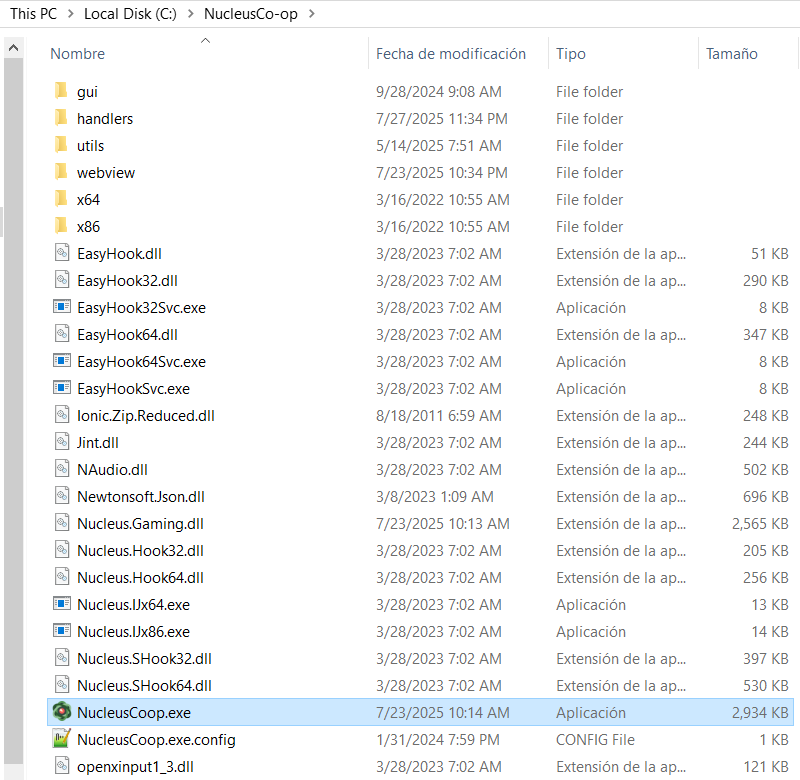 This PC > Local Disk (C:) > NucleusCo-op >
Nombre Fecha de modificación Tipo Tamaño
gui 9/28/2024 9:08 AM File folder
handlers 7/27/2025 11:34 PM File folder
utils 5/14/2025 7:51 AM File folder
webview 7/23/2025 10:34 PM File folder
x64 3/16/2022 10:55 AM File folder
x86 3/16/2022 10:55 AM File folder
EasyHook.dll 3/28/2023 7:02 AM Extensión de la ap... 51 KB
EasyHook32.dll 3/28/2023 7:02 AM Extensión de la ap... 290 KB
EasyHook32Svc.exe 3/28/2023 7:02 AM Aplicación 8 KB
EasyHook64.dll 3/28/2023 7:02 AM Extensión de la ap... 347 KB
EasyHook64Svc.exe 3/28/2023 7:02 AM Aplicación 8 KB
EasyHookSvc.exe 3/28/2023 7:02 AM Aplicación 8 KB
Ionic.Zip.Reduced.dll 8/18/2011 6:59 AM Extensión de la ap... 248 KB
Jint.dll 3/28/2023 7:02 AM Extensión de la ap... 244 KB
NAudio.dll 3/28/2023 7:02 AM Extensión de la ap... 502 KB
Newtonsoft.Json.dll 3/8/2023 1:09 AM Extensión de la ap... 696 KB
Nucleus.Gaming.dll 7/23/2025 10:13 AM Extensión de la ap... 2,565 KB
Nucleus.Hook32.dll 3/28/2023 7:02 AM Extensión de la ap... 205 KB
Nucleus.Hook64.dll 3/28/2023 7:02 AM Extensión de la ap... 256 KB
Nucleus.IJx64.exe 3/28/2023 7:02 AM Aplicación 13 KB
Nucleus.IJx86.exe 3/28/2023 7:02 AM Aplicación 14 KB
Nucleus.SHook32.dll 3/28/2023 7:02 AM Extensión de la ap... 397 KB
Nucleus.SHook64.dll 3/28/2023 7:02 AM Extensión de la ap... 530 KB
NucleusCoop.exe 7/23/2025 10:14 AM Aplicación 2,934 KB
NucleusCoop.exe.config 1/31/2024 7:59 PM CONFIG File 1 KB
openxinput1_3.dll 3/28/2023 7:02 AM Extensión de la ap... 121 KB